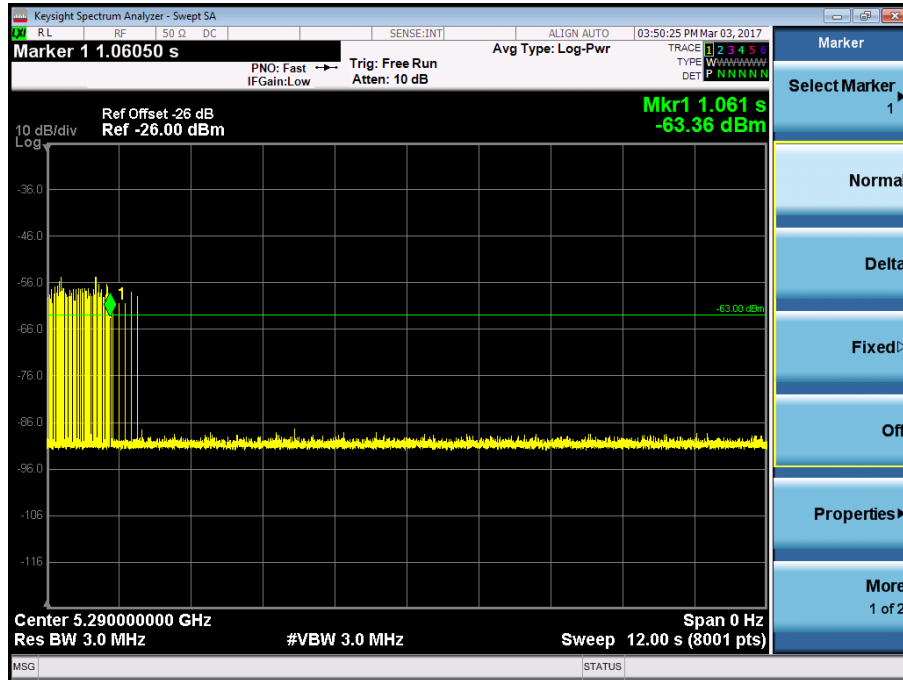 Keysight Spectrum Analyzer - Swept SA
LXI RL RF 50 Ω DC SENSE:INT ALIGN AUTO 03:50:25 PM Mar 03, 2017
Marker 1 1.06050 s
PNO: Fast
IFGain:Low
Trig: Free Run
Atten: 10 dB
Avg Type: Log-Pwr
TRACE 1 2 3 4 5 6
TYPE WWWWWW
DET P N N N N N
Ref Offset -26 dB
Ref -26.00 dBm
10 dB/div
Log
Mkr1 1.061 s
-63.36 dBm
-36.0
-46.0
-56.0
1
-63.00 dBm
-66.0
-76.0
-86.0
-96.0
-106
-116
Center 5.290000000 GHz
Span 0 Hz
Res BW 3.0 MHz
#VBW 3.0 MHz
Sweep 12.00 s (8001 pts)
MSG
STATUS
Marker
Select Marker
1
Normal
Delta
Fixed
Off
Properties
More
1 of 2